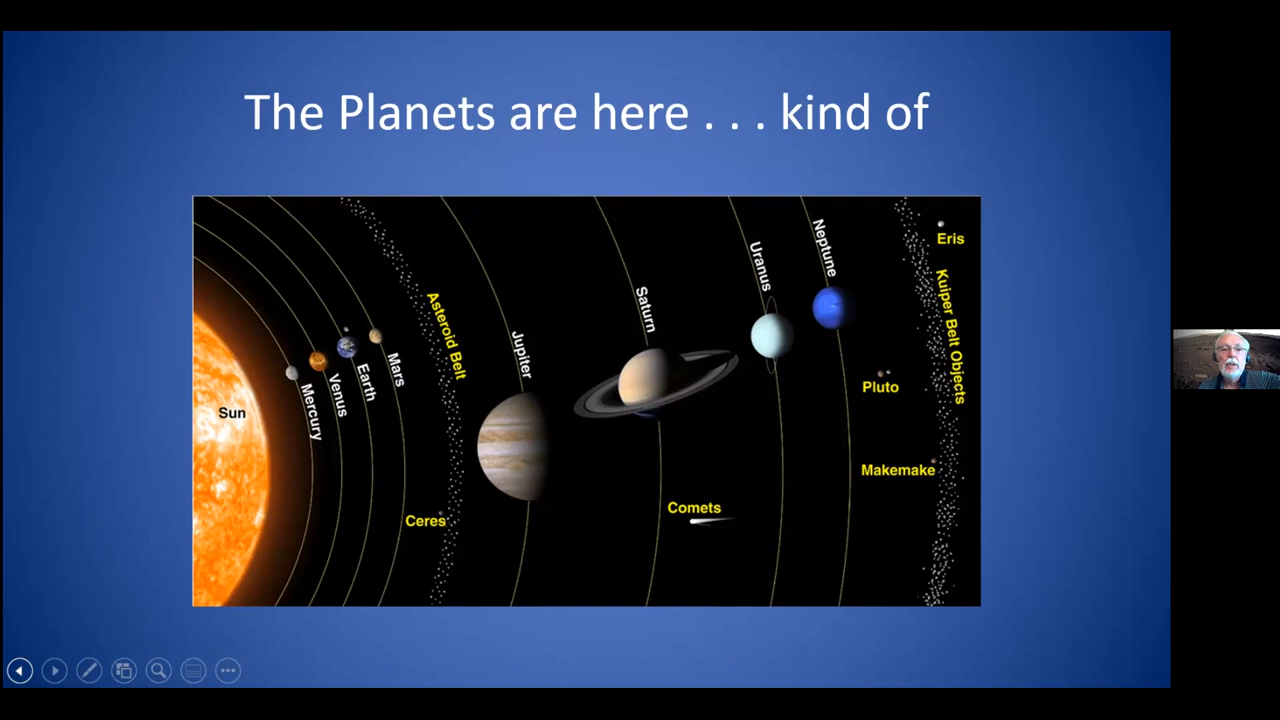 The Planets are here . . . kind of
Sun
Mercury
Venus
Earth
Mars
Asteroid Belt
Ceres
Jupiter
Saturn
Comets
Uranus
Neptune
Pluto
Makemake
Eris
Kuiper Belt Objects